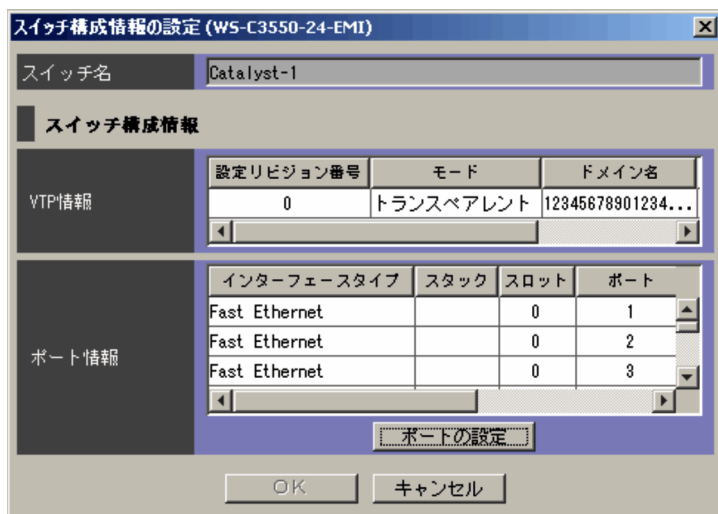 スイッチ構成情報の設定 (WS-C3550-24-EMI)
スイッチ名 Catalyst-1
スイッチ構成情報
設定リビジョン番号 モード ドメイン名
VTP情報 0 トランスペアレント 12345678901234...
インターフェースタイプ スタック スロット ポート
Fast Ethernet 0 1
Fast Ethernet 0 2
ポート情報
Fast Ethernet 0 3
ポートの設定
OK キャンセル